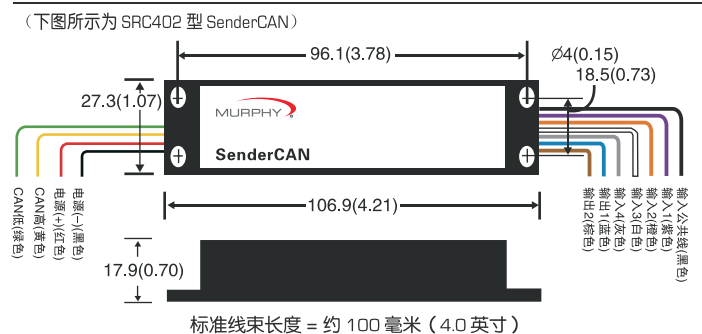 （下图所示为 SRC402 型 SenderCAN）
96.1(3.78)
Ø4(0.15)
18.5(0.73)
27.3(1.07)
MURPHY
SenderCAN
CAN低(绿色)
CAN高(黄色)
电源(+)(红色)
电源(-)(黑色)
输出2(棕色)
输出1(蓝色)
输入4(灰色)
输入3(白色)
输入2(橙色)
输入1(紫色)
输入公共线(黑色)
106.9(4.21)
17.9(0.70)
标准线束长度 = 约 100 毫米（4.0 英寸）